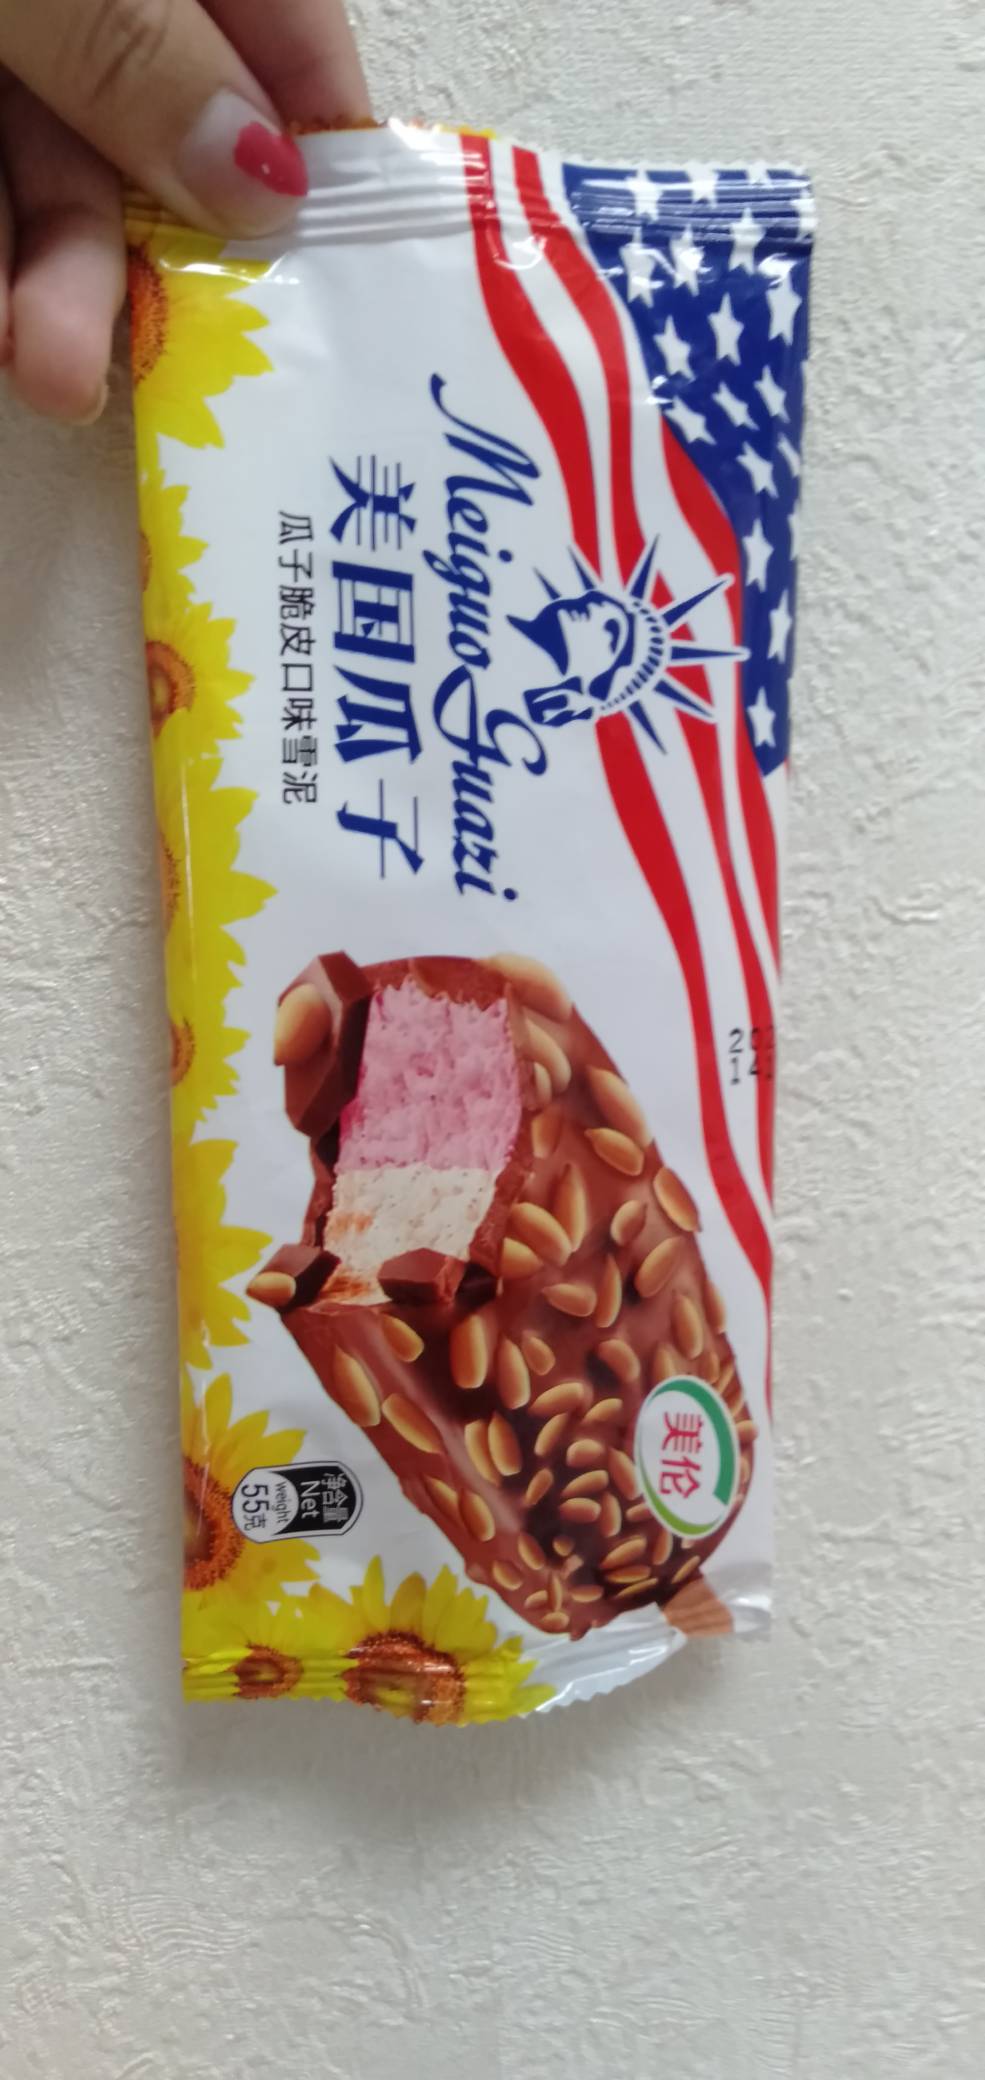 Meiguo Guazi
美国瓜子
瓜子脆皮口味雪泥
美伦
净含量
Net
weight
55克